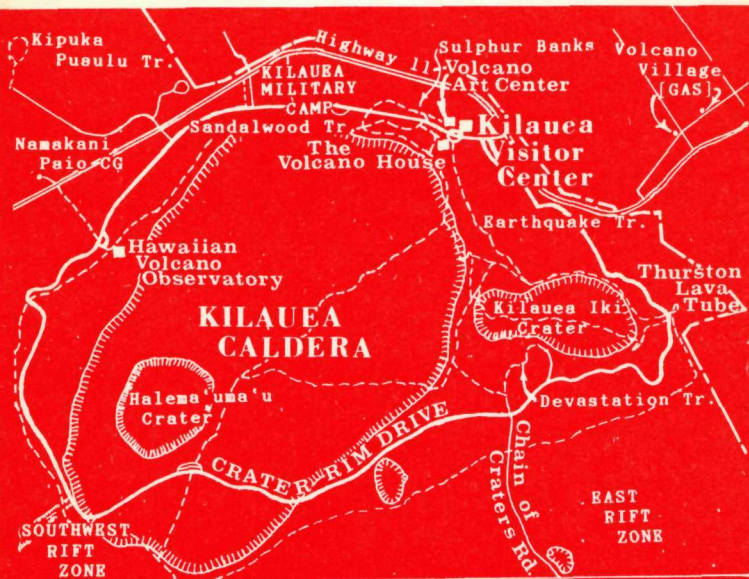 Kipuka
Puaulu Tr.
Highway 11
Sulphur Banks
Volcano
Art Center
Volcano
Village
[GAS]
KILAUEA
MILITARY
CAMP
Namakani
Paio CG
Sandalwood Tr.
The
Volcano House
Kilauea
Visitor
Center
Earthquake Tr.
Hawaiian
Volcano
Observatory
Thurston
Lava
Tube
Kilauea Iki
Crater
KILAUEA
CALDERA
Halema'uma'u
Crater
Devastation Tr.
CRATER RIM DRIVE
Chain of
Craters Rd.
EAST
RIFT
ZONE
SOUTHWEST
RIFT
ZONE